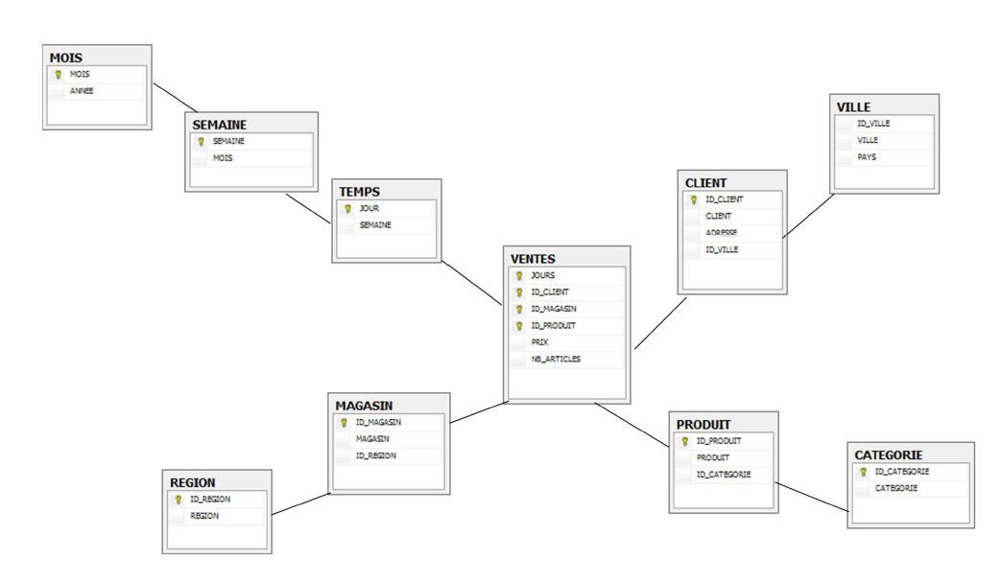 MOIS
MOIS
ANNEE
SEMAINE
SEMAINE
MOIS
TEMPS
JOUR
SEMAINE
VENTES
JOURS
ID_CLIENT
ID_MAGASIN
ID_PRODUIT
PRIX
NB_ARTICLES
CLIENT
ID_CLIENT
CLIENT
ADRESSE
ID_VILLE
VILLE
ID_VILLE
VILLE
PAYS
MAGASIN
ID_MAGASIN
MAGASIN
ID_REGION
REGION
ID_REGION
REGION
PRODUIT
ID_PRODUIT
PRODUIT
ID_CATEGORIE
CATEGORIE
ID_CATEGORIE
CATEGORIE